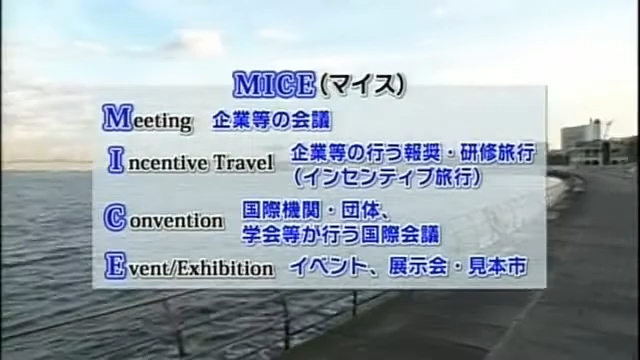 MICE(マイス)
Meeting 企業等の会議
Incentive Travel 企業等の行う報奨・研修旅行
(インセンティブ旅行)
Convention 国際機関・団体、
学会等が行う国際会議
Event/Exhibition イベント、展示会・見本市